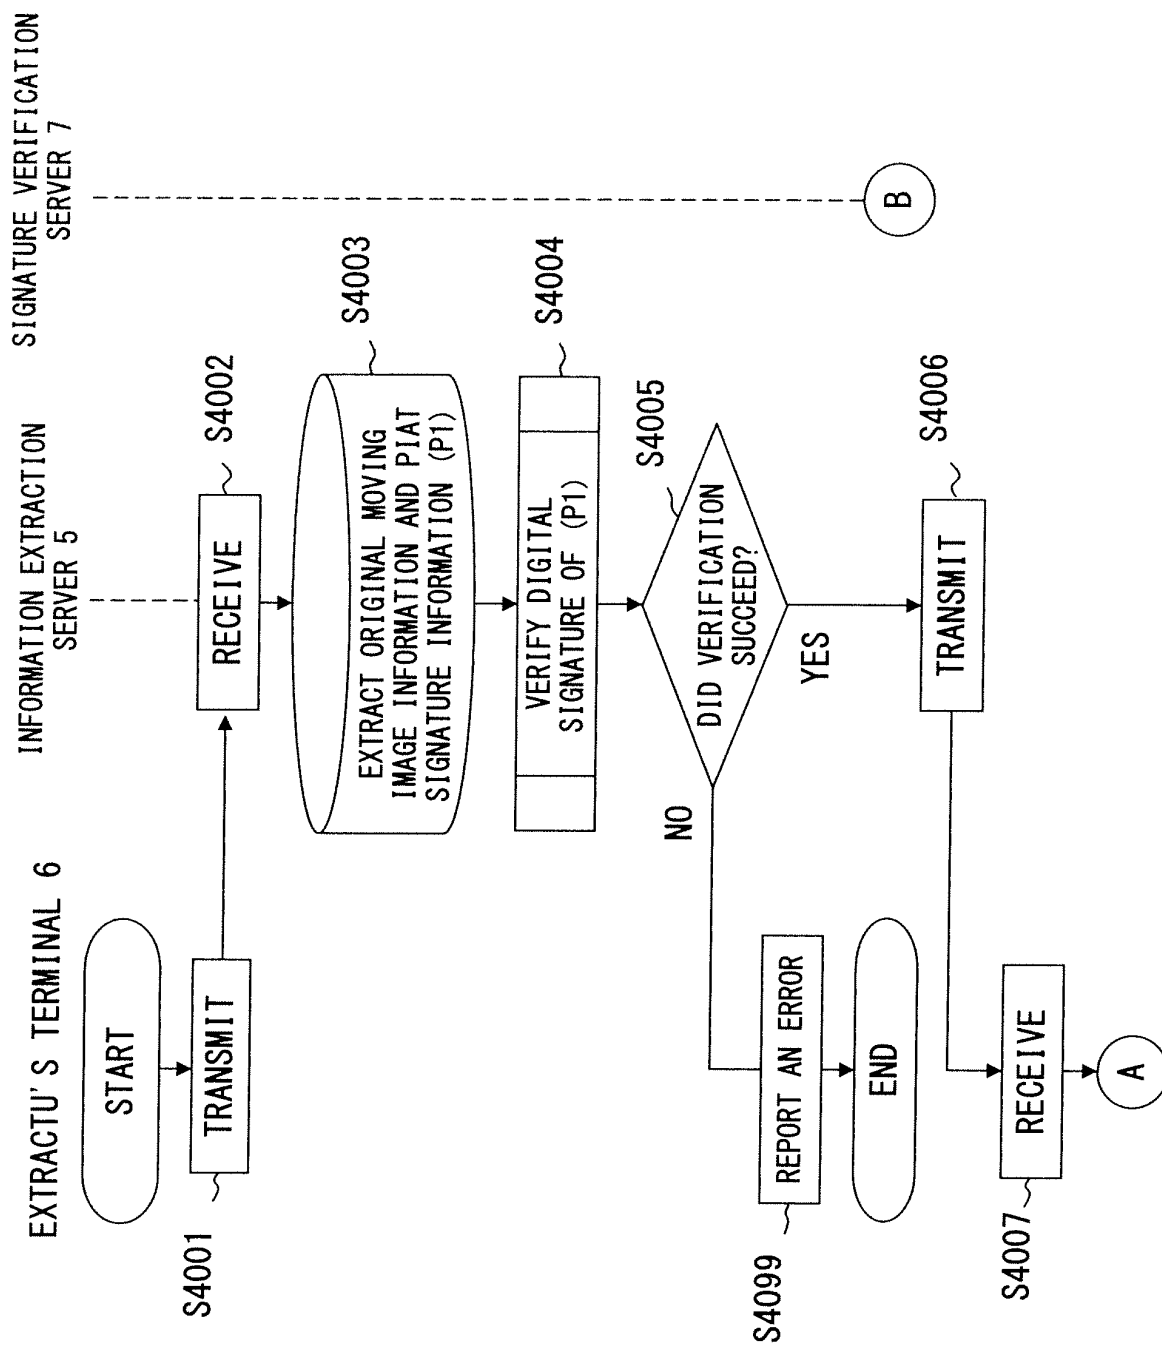 EXTRACTU'S TERMINAL 6
INFORMATION EXTRACTION
SERVER 5
SIGNATURE VERIFICATION
SERVER 7
START
TRANSMIT
S4001
RECEIVE
S4002
EXTRACT ORIGINAL MOVING
IMAGE INFORMATION AND PIAT
SIGNATURE INFORMATION (P1)
S4003
VERIFY DIGITAL
SIGNATURE OF (P1)
S4004
DID VERIFICATION
SUCCEED?
S4005
NO
YES
REPORT AN ERROR
S4099
END
TRANSMIT
S4006
RECEIVE
S4007
A
B